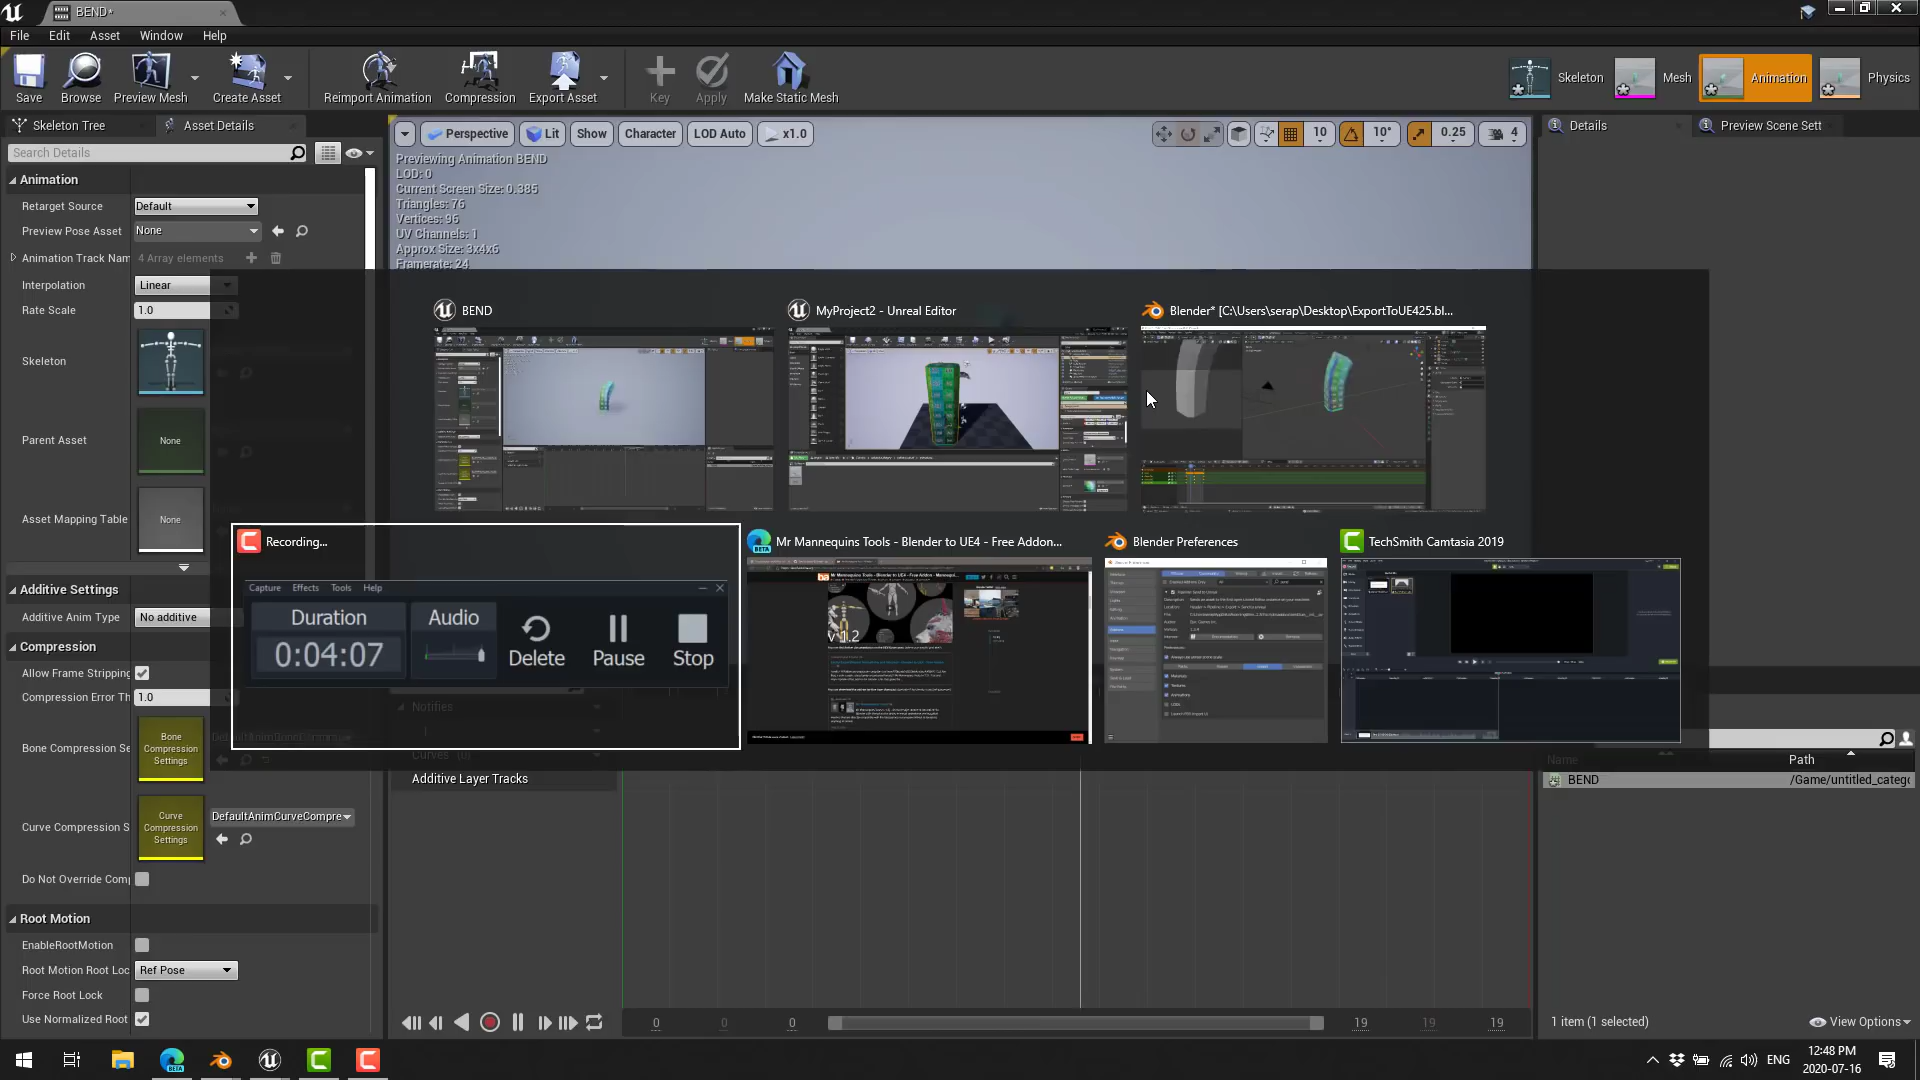 BEND*
File Edit Asset Window Help
Save Browse Preview Mesh Create Asset Reimport Animation Compression Export Asset Key Apply Make Static Mesh Skeleton Mesh Animation Physics
Skeleton Tree Asset Details Details Preview Scene Sett
Search Details
Perspective Lit Show Character LOD Auto x1.0 10 10° 0.25 4
Previewing Animation BEND
LOD: 0
Current Screen Size: 0.385
Triangles: 76
Vertices: 96
UV Channels: 1
Approx Size: 3x4x6
Framerate: 24
Animation
Retarget Source Default
Preview Pose Asset None
Animation Track Nam 4 Array elements
Interpolation Linear
Rate Scale 1.0
Skeleton
Parent Asset None
Asset Mapping Table None
Additive Settings
Additive Anim Type No additive
Compression
Allow Frame Stripping
Compression Error Th 1.0
Bone Compression Se
Bone
Compression
Settings
Curve Compression S
Curve
Compression
Settings
DefaultAnimCurveCompre
Do Not Override Comp
Root Motion
EnableRootMotion
Root Motion Root Loc Ref Pose
Force Root Lock
Use Normalized Root
BEND
MyProject2 - Unreal Editor
Blender* [C:\Users\serap\Desktop\ExportToUE425.bl...
Recording...
Capture Effects Tools Help
Duration Audio
0:04:07 Delete Pause Stop
Mr Mannequins Tools - Blender to UE4 - Free Addon...
v 1.2
Blender Preferences
TechSmith Camtasia 2019
Notifies
1
Curves (0)
Additive Layer Tracks
Name Path
BEND /Game/untitled_catego
0 0 0 19 19 19
1 item (1 selected) View Options
ENG
12:48 PM
2020-07-16